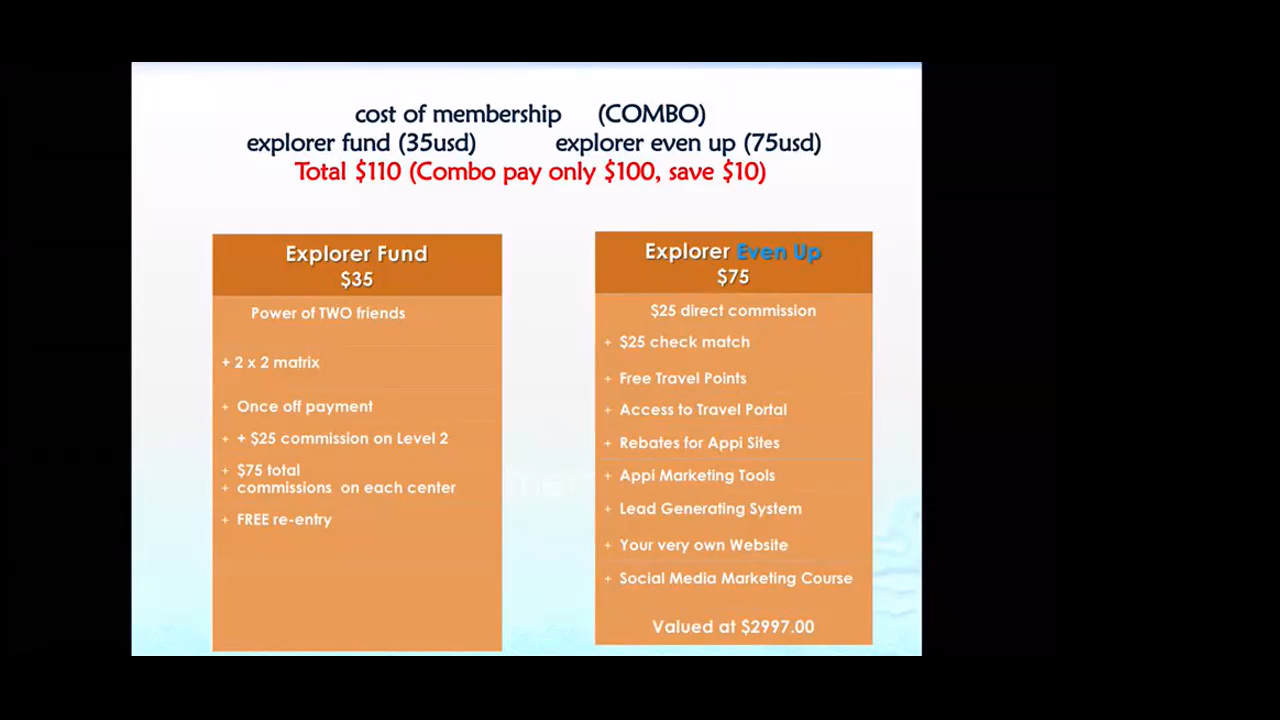 cost of membership (COMBO)
explorer fund (35usd) explorer even up (75usd)
Total $110 (Combo pay only $100, save $10)
Explorer Fund
$35
Power of TWO friends
+ 2 x 2 matrix
+ Once off payment
+ + $25 commission on Level 2
+ $75 total
+ commissions on each center
+ FREE re-entry
Explorer Even Up
$75
$25 direct commission
+ $25 check match
+ Free Travel Points
+ Access to Travel Portal
+ Rebates for Appi Sites
+ Appi Marketing Tools
+ Lead Generating System
+ Your very own Website
+ Social Media Marketing Course
Valued at $2997.00